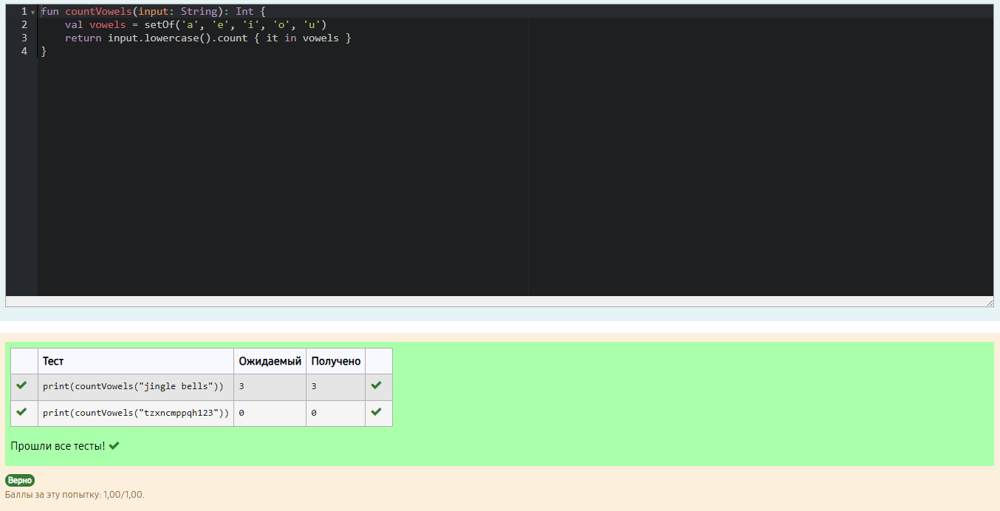 1 fun countVowels(input: String): Int {
2     val vowels = setOf('a', 'e', 'i', 'o', 'u')
3     return input.lowercase().count { it in vowels }
4 }
Тест Ожидаемый Получено
print(countVowels("jingle bells")) 3 3
print(countVowels("tzxncmppqh123")) 0 0
Прошли все тесты!
Верно
Баллы за эту попытку: 1,00/1,00.